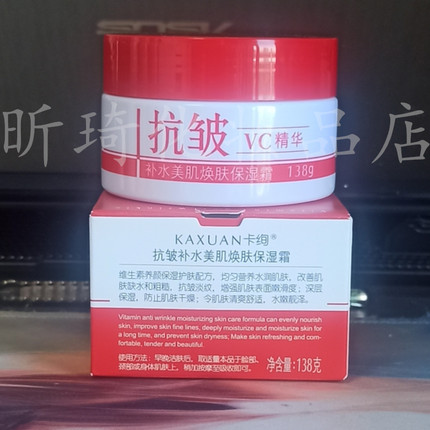 抗皱
VC精华
补水美肌焕肤保湿霜
138g
昕琦 品店
KAXUAN卡绚®
抗皱补水美肌焕肤保湿霜
维生素养颜保湿护肤配方，均匀营养水润肌肤，改善肌
肤缺水和粗糙，抗皱淡纹，增强肌肤表面嫩滑度；深层
保湿，防止肌肤干燥；令肌肤清爽舒适，水嫩靓泽。
Vitamin anti wrinkle moisturizing skin care formula can evenly nourish
skin, improve skin fine lines, deeply moisturize and moisturize skin for
a long time, and prevent skin dryness; Make skin refreshing and com-
fortable, tender and beautiful.
使用方法：早晚洁肤后，取适量本品于脸部、
颈部或身体肌肤上，稍加按摩至吸收即可。
净含量:138克